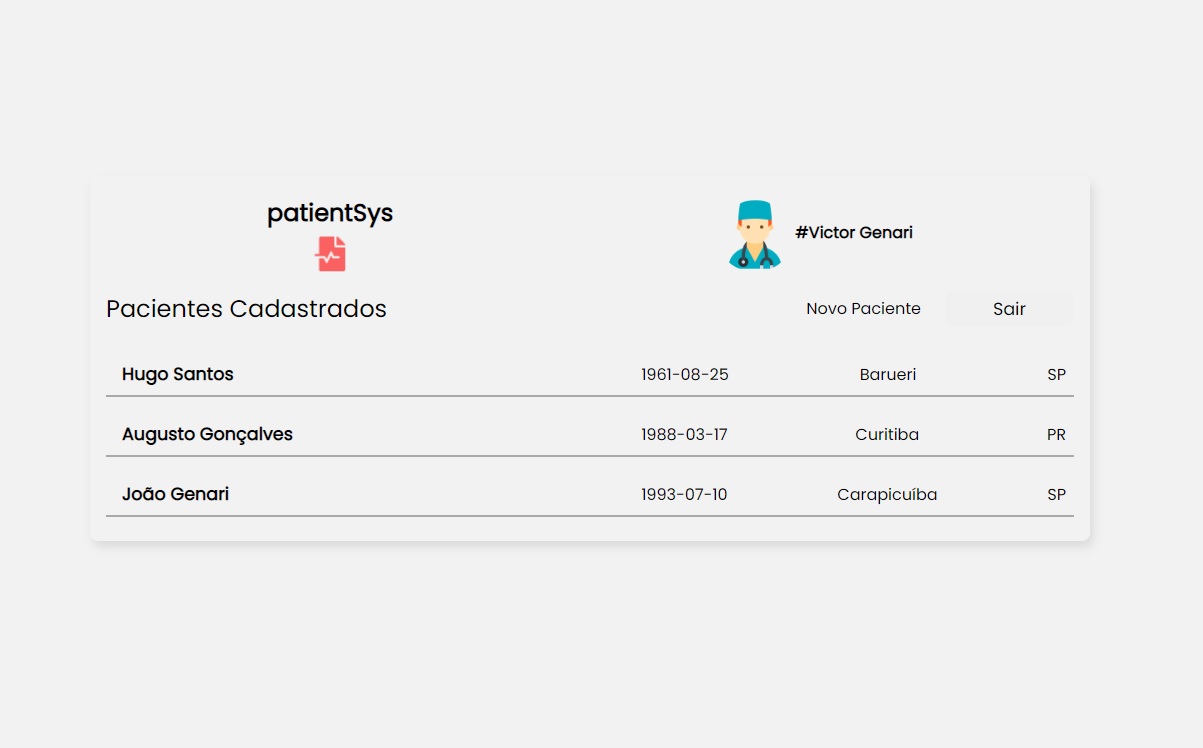 patientSys
#Victor Genari
Pacientes Cadastrados
Novo Paciente
Sair
Hugo Santos 1961-08-25 Barueri SP
Augusto Gonçalves 1988-03-17 Curitiba PR
João Genari 1993-07-10 Carapicuíba SP